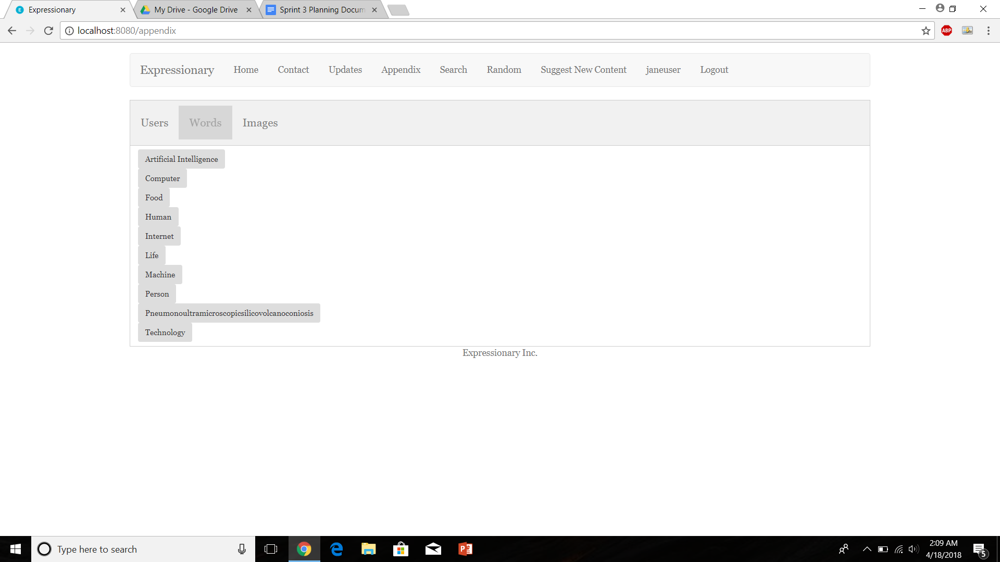 Expressionary
My Drive - Google Drive
Sprint 3 Planning Docum
localhost:8080/appendix
ABP
Expressionary Home Contact Updates Appendix Search Random Suggest New Content janeuser Logout
Users Words Images
Artificial Intelligence
Computer
Food
Human
Internet
Life
Machine
Person
Pneumonoultramicroscopicsilicovolcanoconiosis
Technology
Expressionary Inc.
Type here to search
2:09 AM
4/18/2018
5